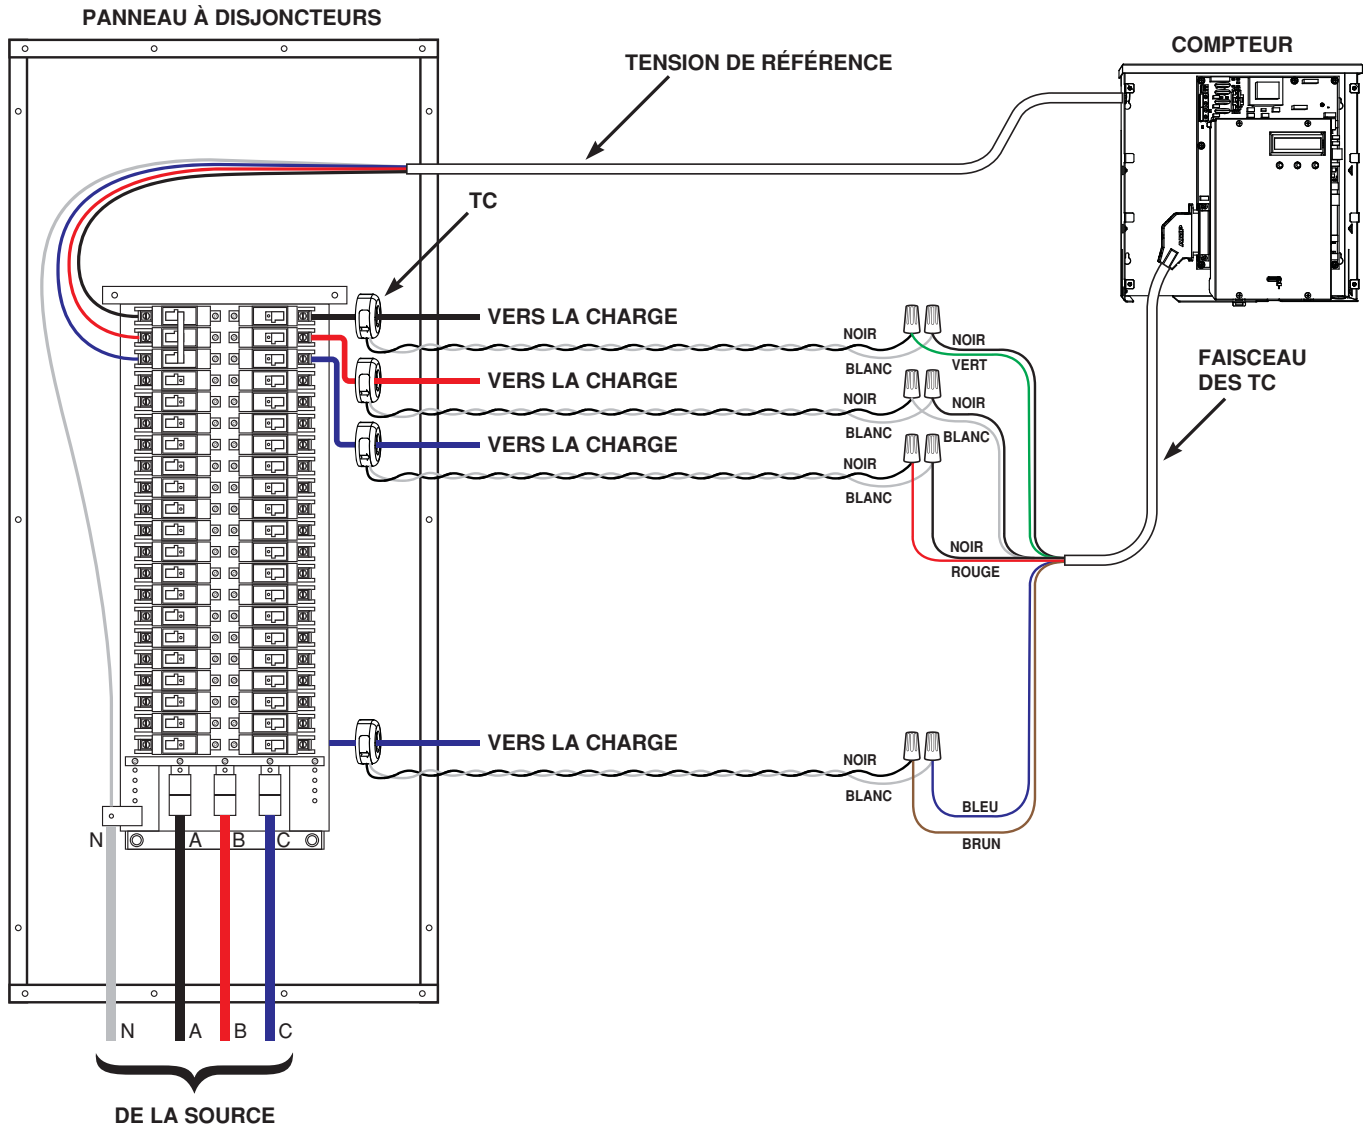 PANNEAU À DISJONCTEURS
COMPTEUR
TENSION DE RÉFÉRENCE
TC
VERS LA CHARGE
NOIR
BLANC
NOIR
VERT
FAISCEAU
DES TC
VERS LA CHARGE
NOIR
BLANC
NOIR
BLANC
VERS LA CHARGE
NOIR
BLANC
NOIR
ROUGE
VERS LA CHARGE
NOIR
BLANC
BLEU
BRUN
N A B C
N A B C
DE LA SOURCE